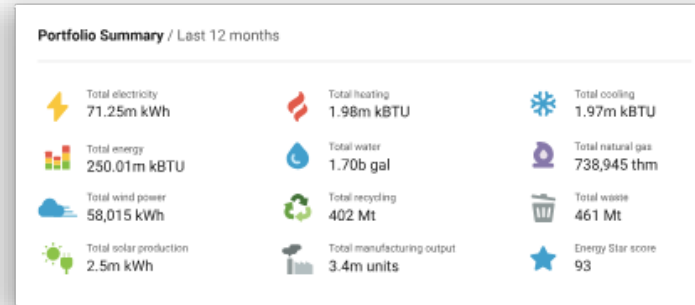 Portfolio Summary / Last 12 months
Total electricity
71.25m kWh
Total heating
1.98m kBTU
Total cooling
1.97m kBTU
Total energy
250.01m kBTU
Total water
1.70b gal
Total natural gas
738,945 thm
Total wind power
58,015 kWh
Total recycling
402 Mt
Total waste
461 Mt
Total solar production
2.5m kWh
Total manufacturing output
3.4m units
Energy Star score
93